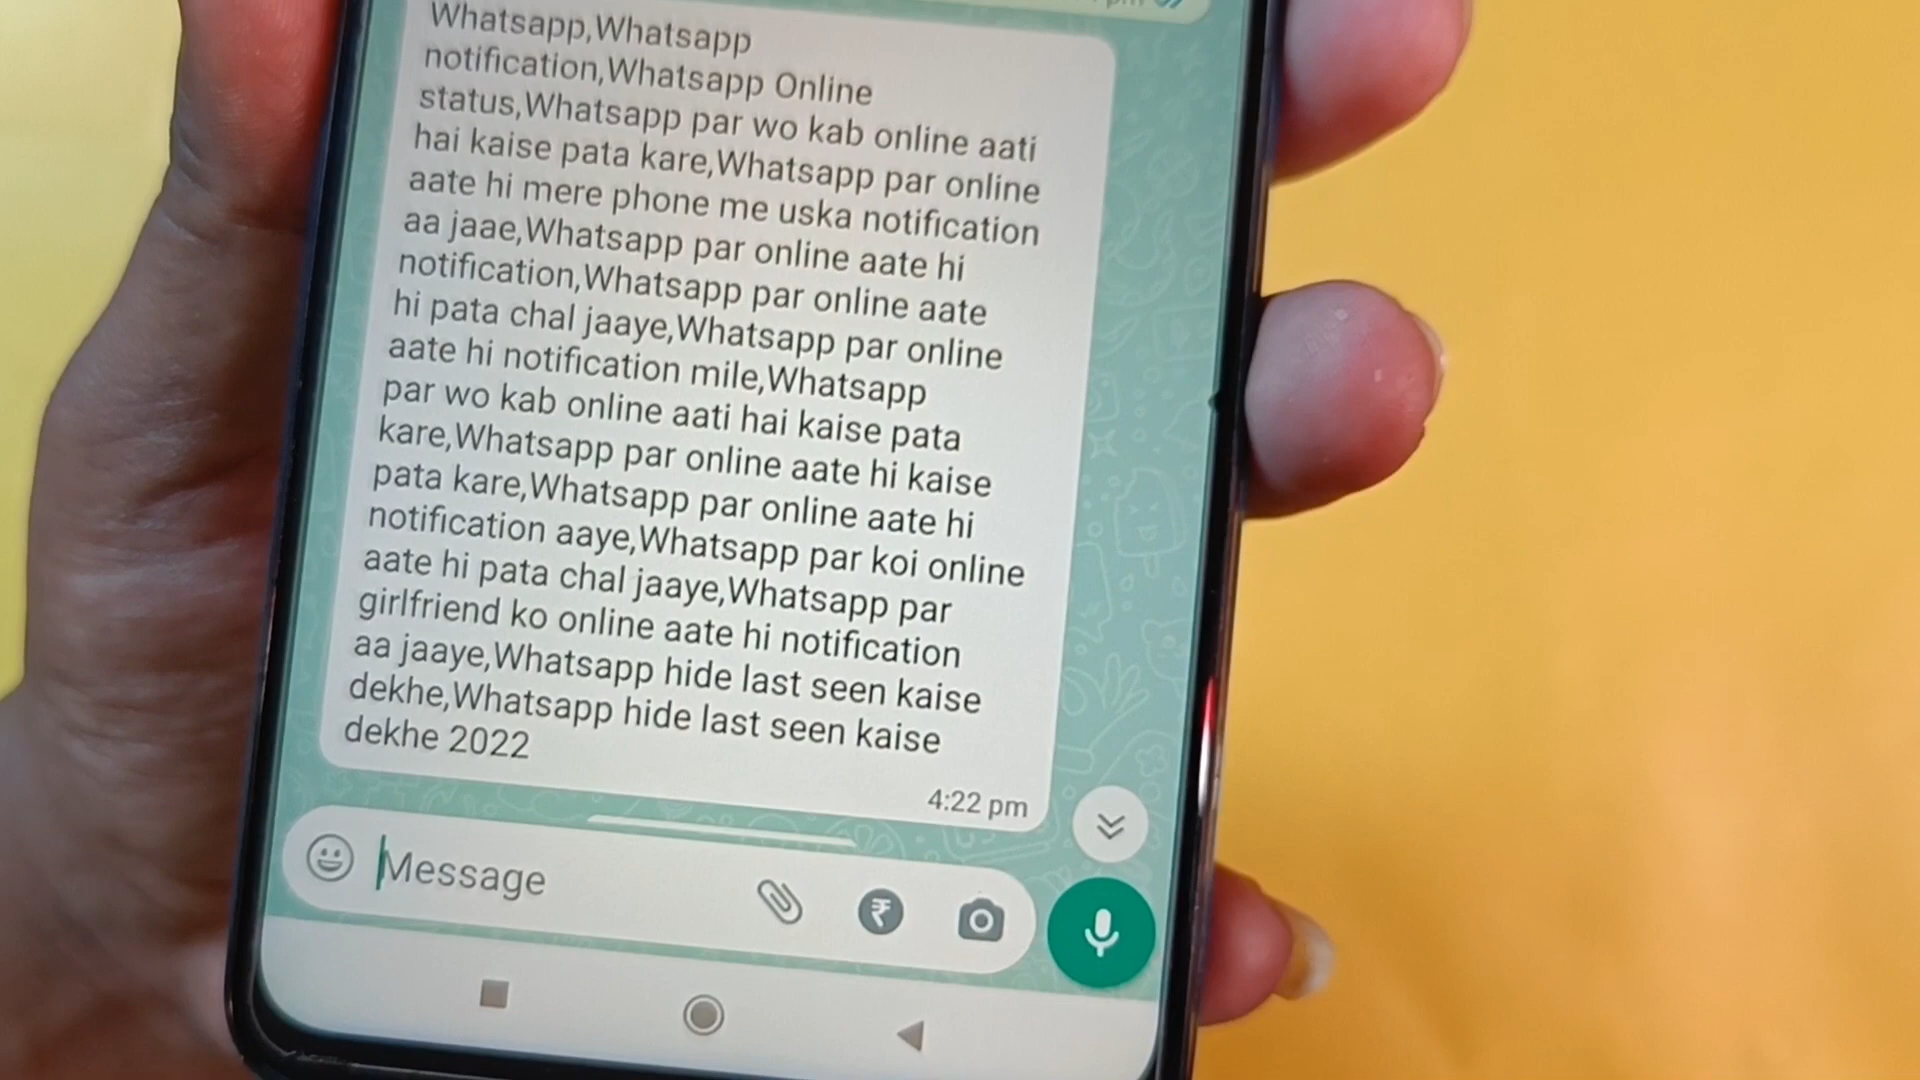 Whatsapp,Whatsapp
notification,Whatsapp Online
status,Whatsapp par wo kab online aati
hai kaise pata kare,Whatsapp par online
aate hi mere phone me uska notification
aa jaae,Whatsapp par online aate hi
notification,Whatsapp par online aate
hi pata chal jaaye,Whatsapp par online
aate hi notification mile,Whatsapp
par wo kab online aati hai kaise pata
kare,Whatsapp par online aate hi kaise
pata kare,Whatsapp par online aate hi
notification aaye,Whatsapp par koi online
aate hi pata chal jaaye,Whatsapp par
girlfriend ko online aate hi notification
aa jaaye,Whatsapp hide last seen kaise
dekhe,Whatsapp hide last seen kaise
dekhe 2022
4:22 pm
Message